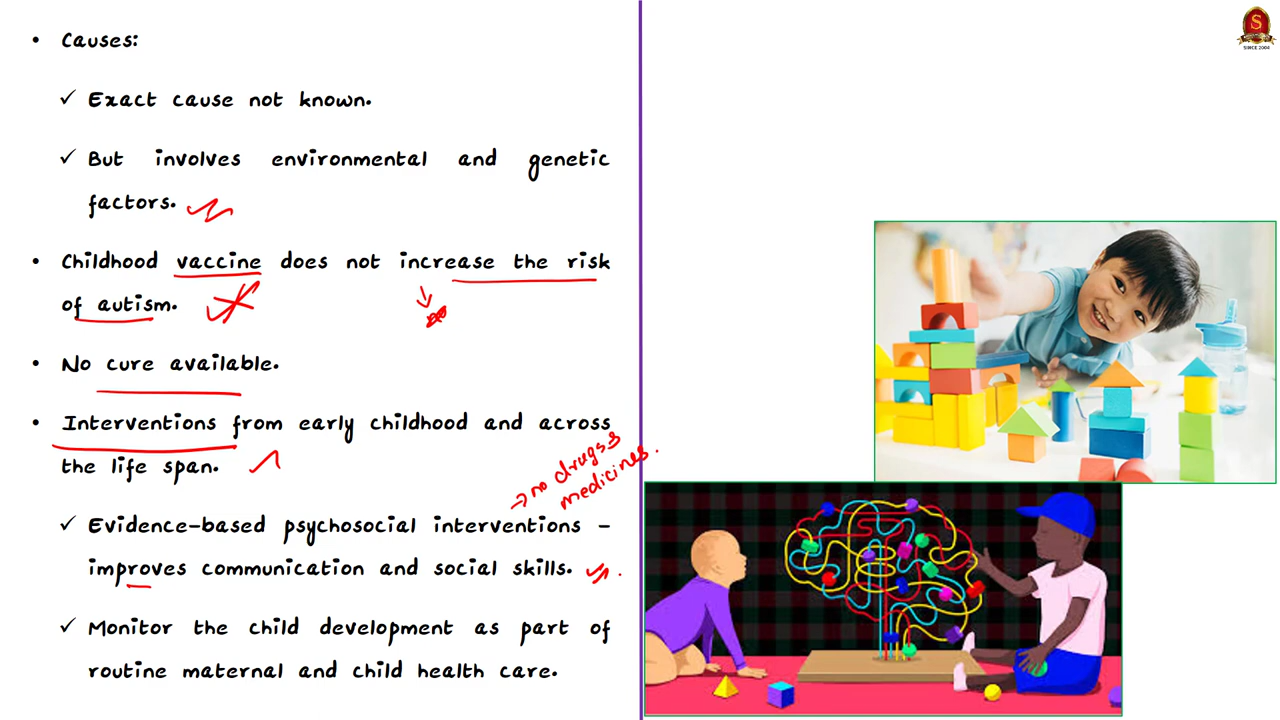 • Causes:
✓ Exact cause not known.
✓ But involves environmental and genetic
factors.
• Childhood vaccine does not increase the risk
of autism.
• No cure available.
• Interventions from early childhood and across
the life span.
→ no drugs &
medicines.
✓ Evidence-based psychosocial interventions –
improves communication and social skills.
✓ Monitor the child development as part of
routine maternal and child health care.
S
SINCE 2004